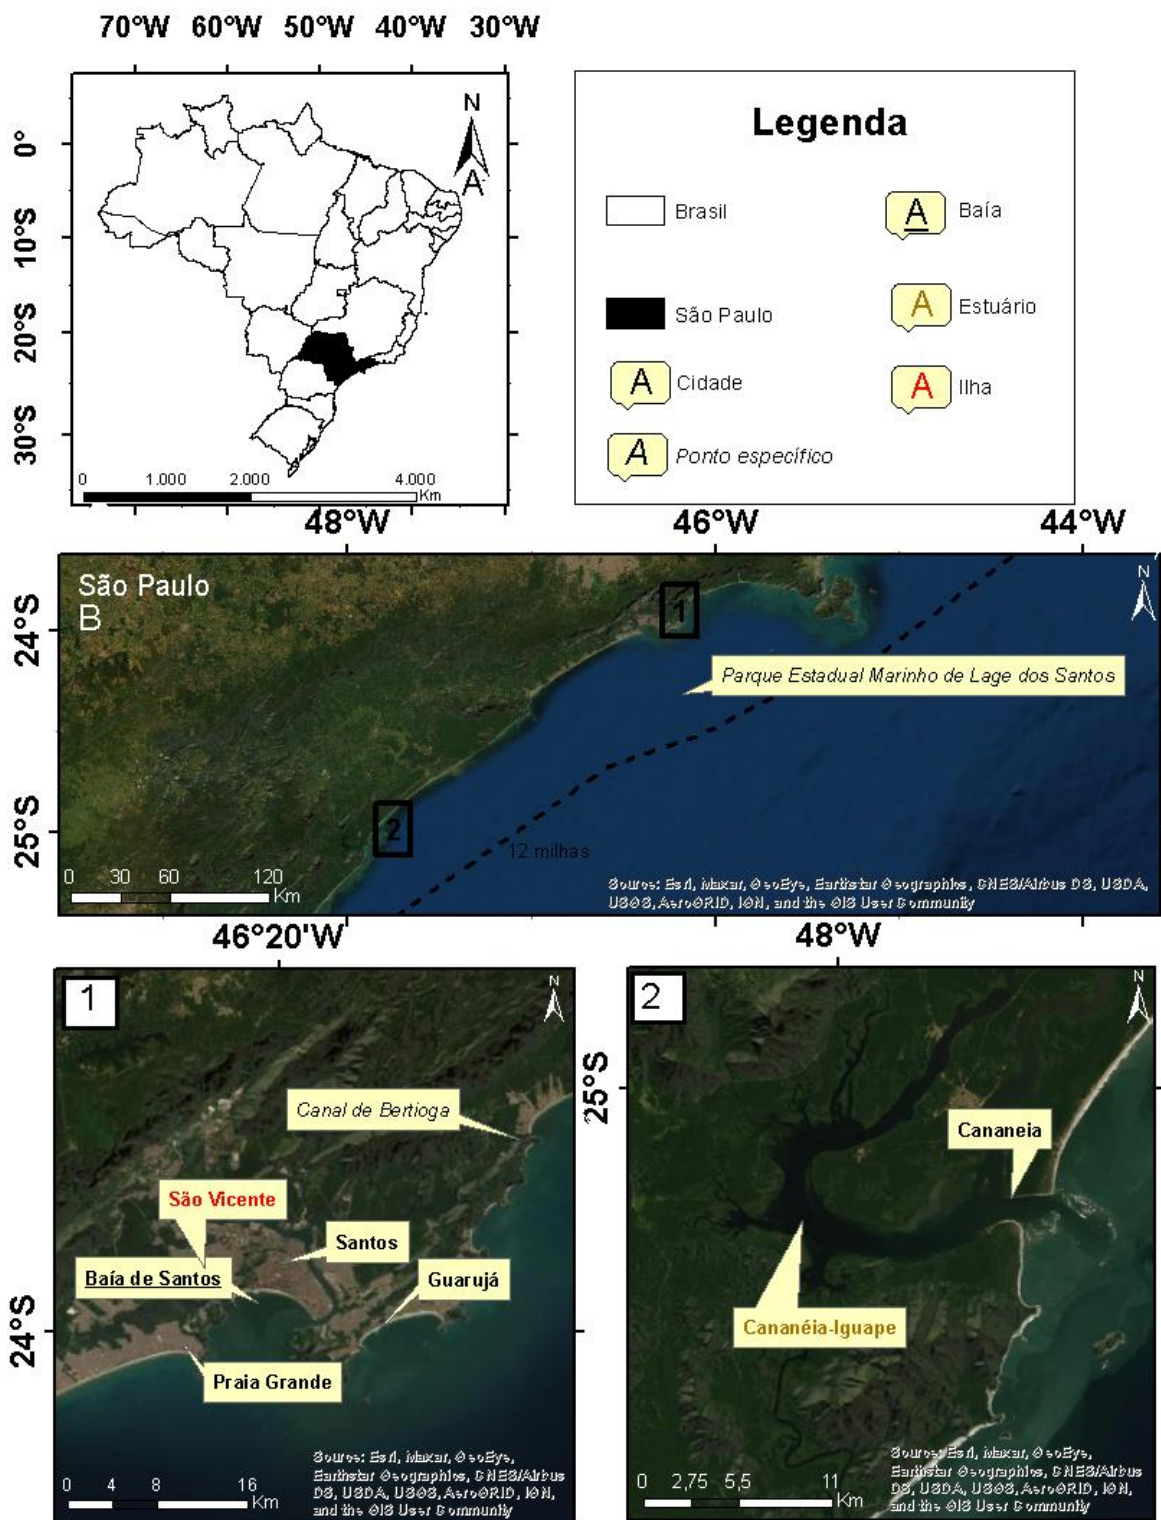 70°W 60°W 50°W 40°W 30°W
N
A
0°
10°S
20°S
30°S
0 1.000 2.000 4.000
Km
Legenda
Brasil
São Paulo
A Cidade
A Ponto específico
A Baía
A Estuário
A Ilha
48°W 46°W 44°W
São Paulo
B
N
24°S
25°S
1
2
Parque Estadual Marinho de Lage dos Santos
12 milhas
0 30 60 120
Km
Source: Esri, Maxar, GeoEye, Earthstar Geographics, CNES/Airbus DS, USDA,
USGS, AeroGRID, IGN, and the GIS User Community
46°20'W
1
N
24°S
Canal de Bertioga
São Vicente
Santos
Baía de Santos
Guarujá
Praia Grande
0 4 8 16
Km
Source: Esri, Maxar, GeoEye,
Earthstar Geographics, CNES/Airbus
DS, USDA, USGS, AeroGRID, IGN,
and the GIS User Community
48°W
2
N
25°S
Cananeia
Cananéia-Iguape
0 2,75 5,5 11
Km
Source: Esri, Maxar, GeoEye,
Earthstar Geographics, CNES/Airbus
DS, USDA, USGS, AeroGRID, IGN,
and the GIS User Community